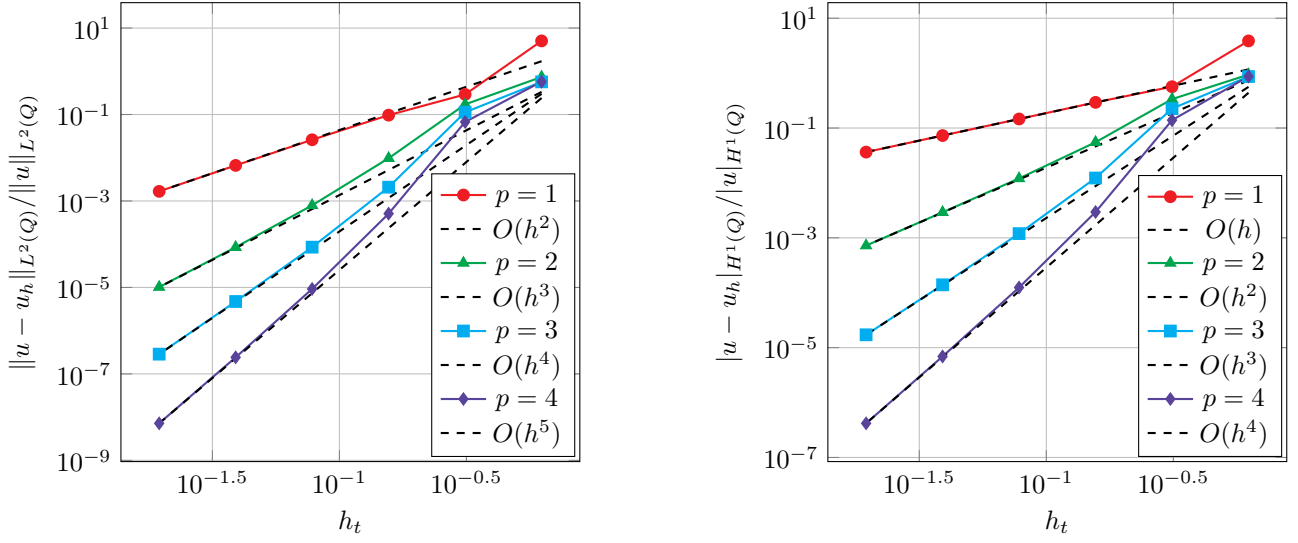 10^1
10^−1
10^−3
10^−5
10^−7
10^−9
‖u − u_h‖_{L^2(Q)}/‖u‖_{L^2(Q)}
p = 1
O(h^2)
p = 2
O(h^3)
p = 3
O(h^4)
p = 4
O(h^5)
10^−1.5 10^−1 10^−0.5
h_t
10^1
10^−1
10^−3
10^−5
10^−7
|u − u_h|_{H^1(Q)}/|u|_{H^1(Q)}
p = 1
O(h)
p = 2
O(h^2)
p = 3
O(h^3)
p = 4
O(h^4)
10^−1.5 10^−1 10^−0.5
h_t